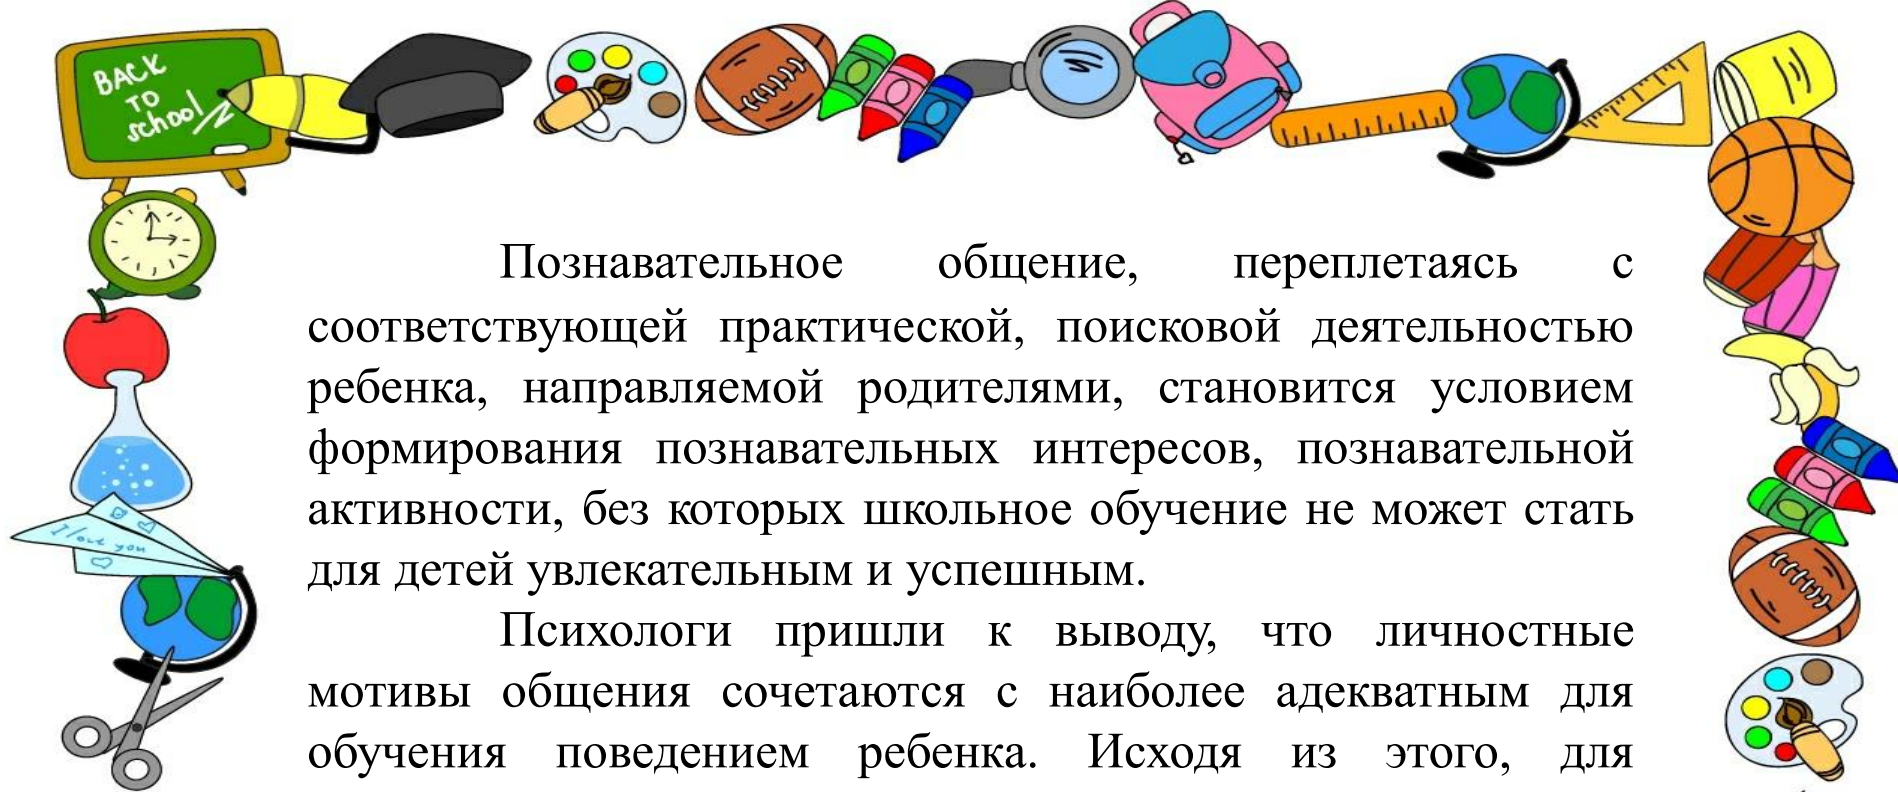 BACK
TO
school
Познавательное общение, переплетаясь с
соответствующей практической, поисковой деятельностью
ребенка, направляемой родителями, становится условием
формирования познавательных интересов, познавательной
активности, без которых школьное обучение не может стать
для детей увлекательным и успешным.
I love you
Психологи пришли к выводу, что личностные
мотивы общения сочетаются с наиболее адекватным для
обучения поведением ребенка. Исходя из этого, для